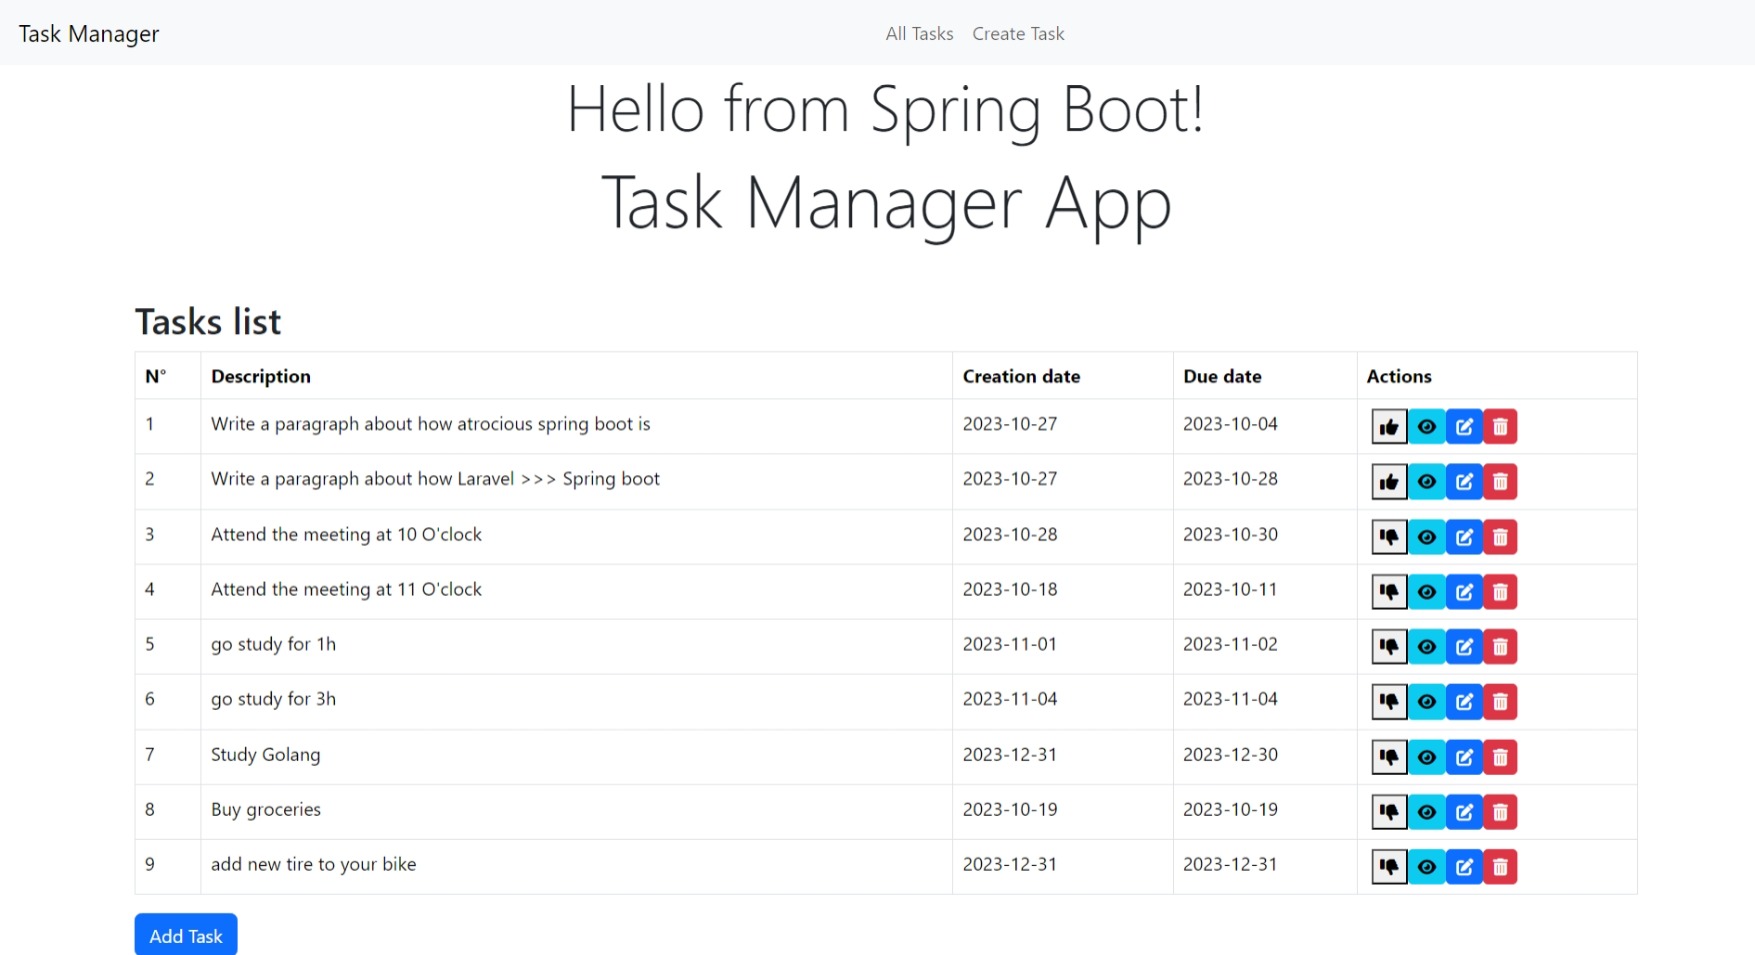 Task Manager All Tasks Create Task
Hello from Spring Boot!
Task Manager App
Tasks list
N° Description Creation date Due date Actions
1 Write a paragraph about how atrocious spring boot is 2023-10-27 2023-10-04
2 Write a paragraph about how Laravel >>> Spring boot 2023-10-27 2023-10-28
3 Attend the meeting at 10 O'clock 2023-10-28 2023-10-30
4 Attend the meeting at 11 O'clock 2023-10-18 2023-10-11
5 go study for 1h 2023-11-01 2023-11-02
6 go study for 3h 2023-11-04 2023-11-04
7 Study Golang 2023-12-31 2023-12-30
8 Buy groceries 2023-10-19 2023-10-19
9 add new tire to your bike 2023-12-31 2023-12-31
Add Task